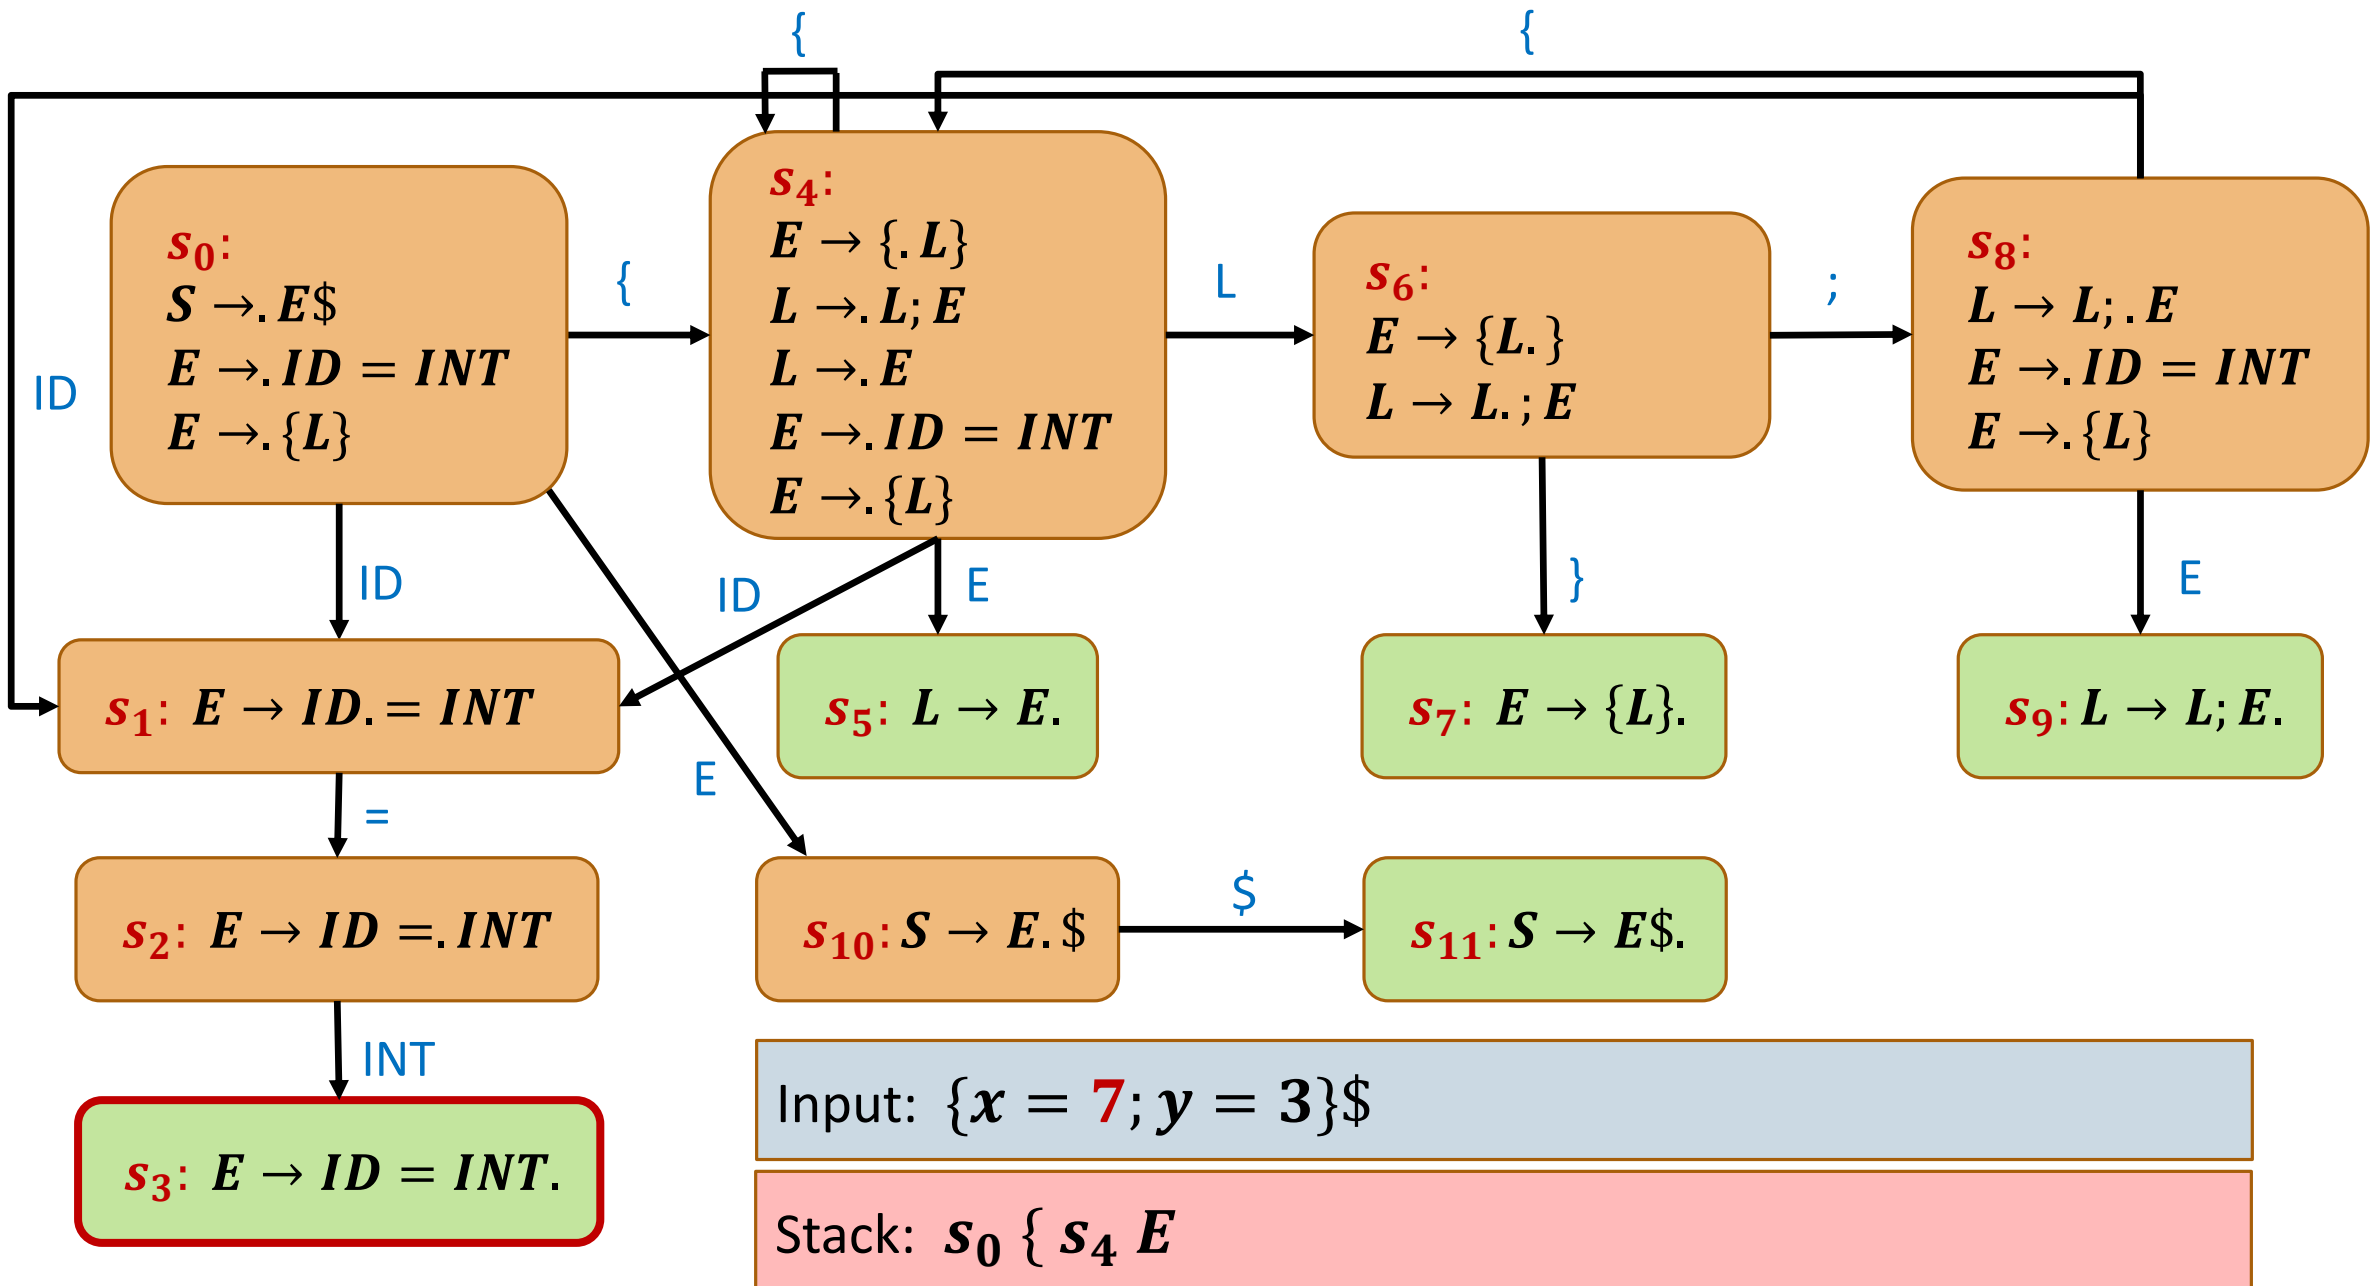 {
{
s₀:
S →. E$
E →. ID = INT
E →. {L}
{
s₄:
E → {. L}
L →. L; E
L →. E
E →. ID = INT
E →. {L}
L
s₆:
E → {L. }
L → L. ; E
;
s₈:
L → L; . E
E →. ID = INT
E →. {L}
ID
ID
ID
E
}
E
s₁: E → ID. = INT
s₅: L → E.
s₇: E → {L}.
s₉: L → L; E.
E
=
s₂: E → ID =. INT
s₁₀: S → E. $
$
s₁₁: S → E$.
INT
s₃: E → ID = INT.
Input: {x = 7; y = 3}$
Stack: s₀ { s₄ E